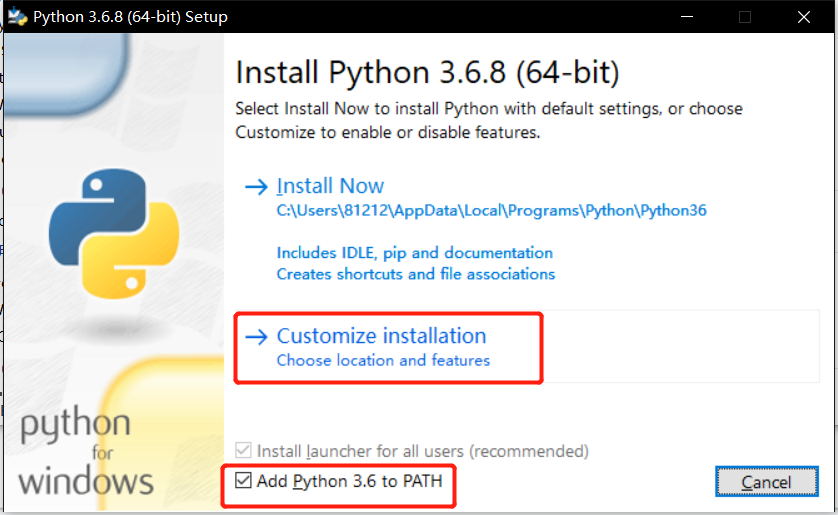 Python 3.6.8 (64-bit) Setup
Install Python 3.6.8 (64-bit)
Select Install Now to install Python with default settings, or choose
Customize to enable or disable features.
Install Now
C:\Users\81212\AppData\Local\Programs\Python\Python36
Includes IDLE, pip and documentation
Creates shortcuts and file associations
Customize installation
Choose location and features
python
for
windows
Install launcher for all users (recommended)
Add Python 3.6 to PATH
Cancel